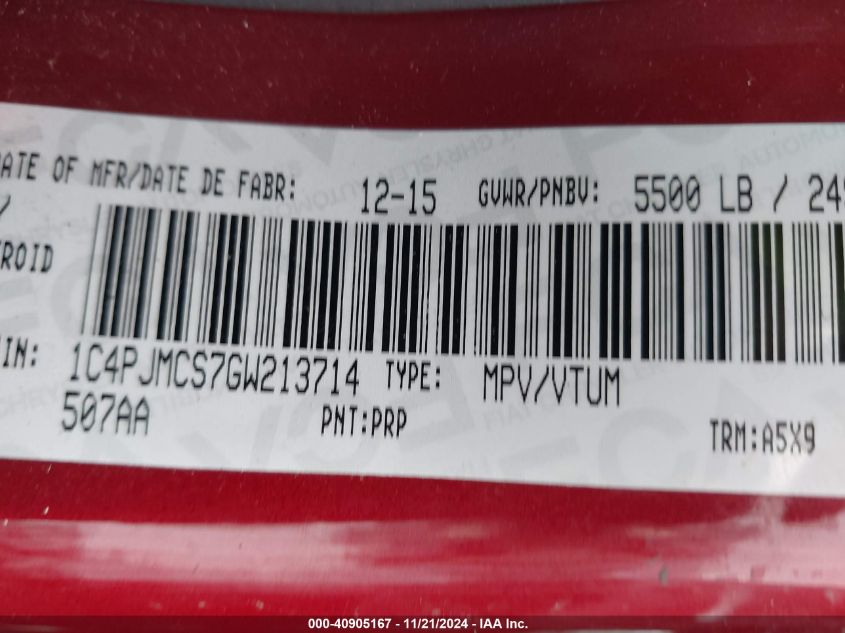 ATE OF MFR/DATE DE FABR: 12-15 GVWR/PNBV: 5500 LB / 249
/
ROID
IN: 1C4PJMCS7GW213714 TYPE: MPV/VTUM
507AA PNT:PRP TRM:A5X9
000-40905167 - 11/21/2024 - IAA Inc.